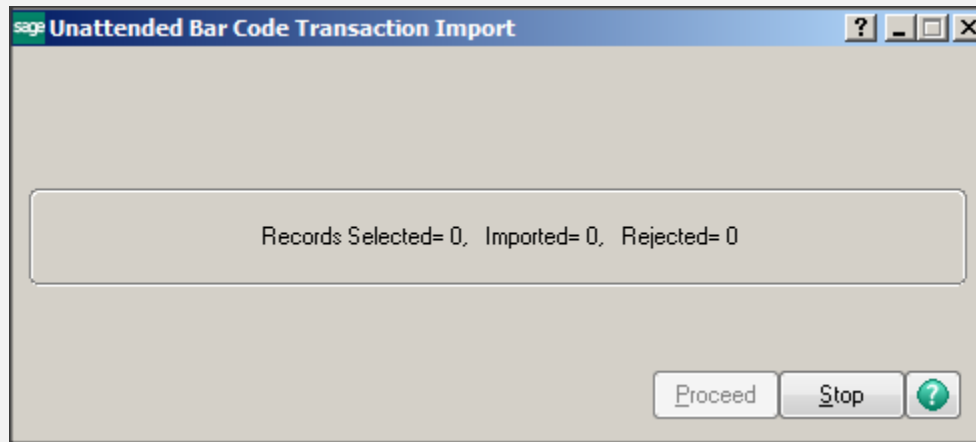 sage Unattended Bar Code Transaction Import
Records Selected= 0, Imported= 0, Rejected= 0
Proceed Stop